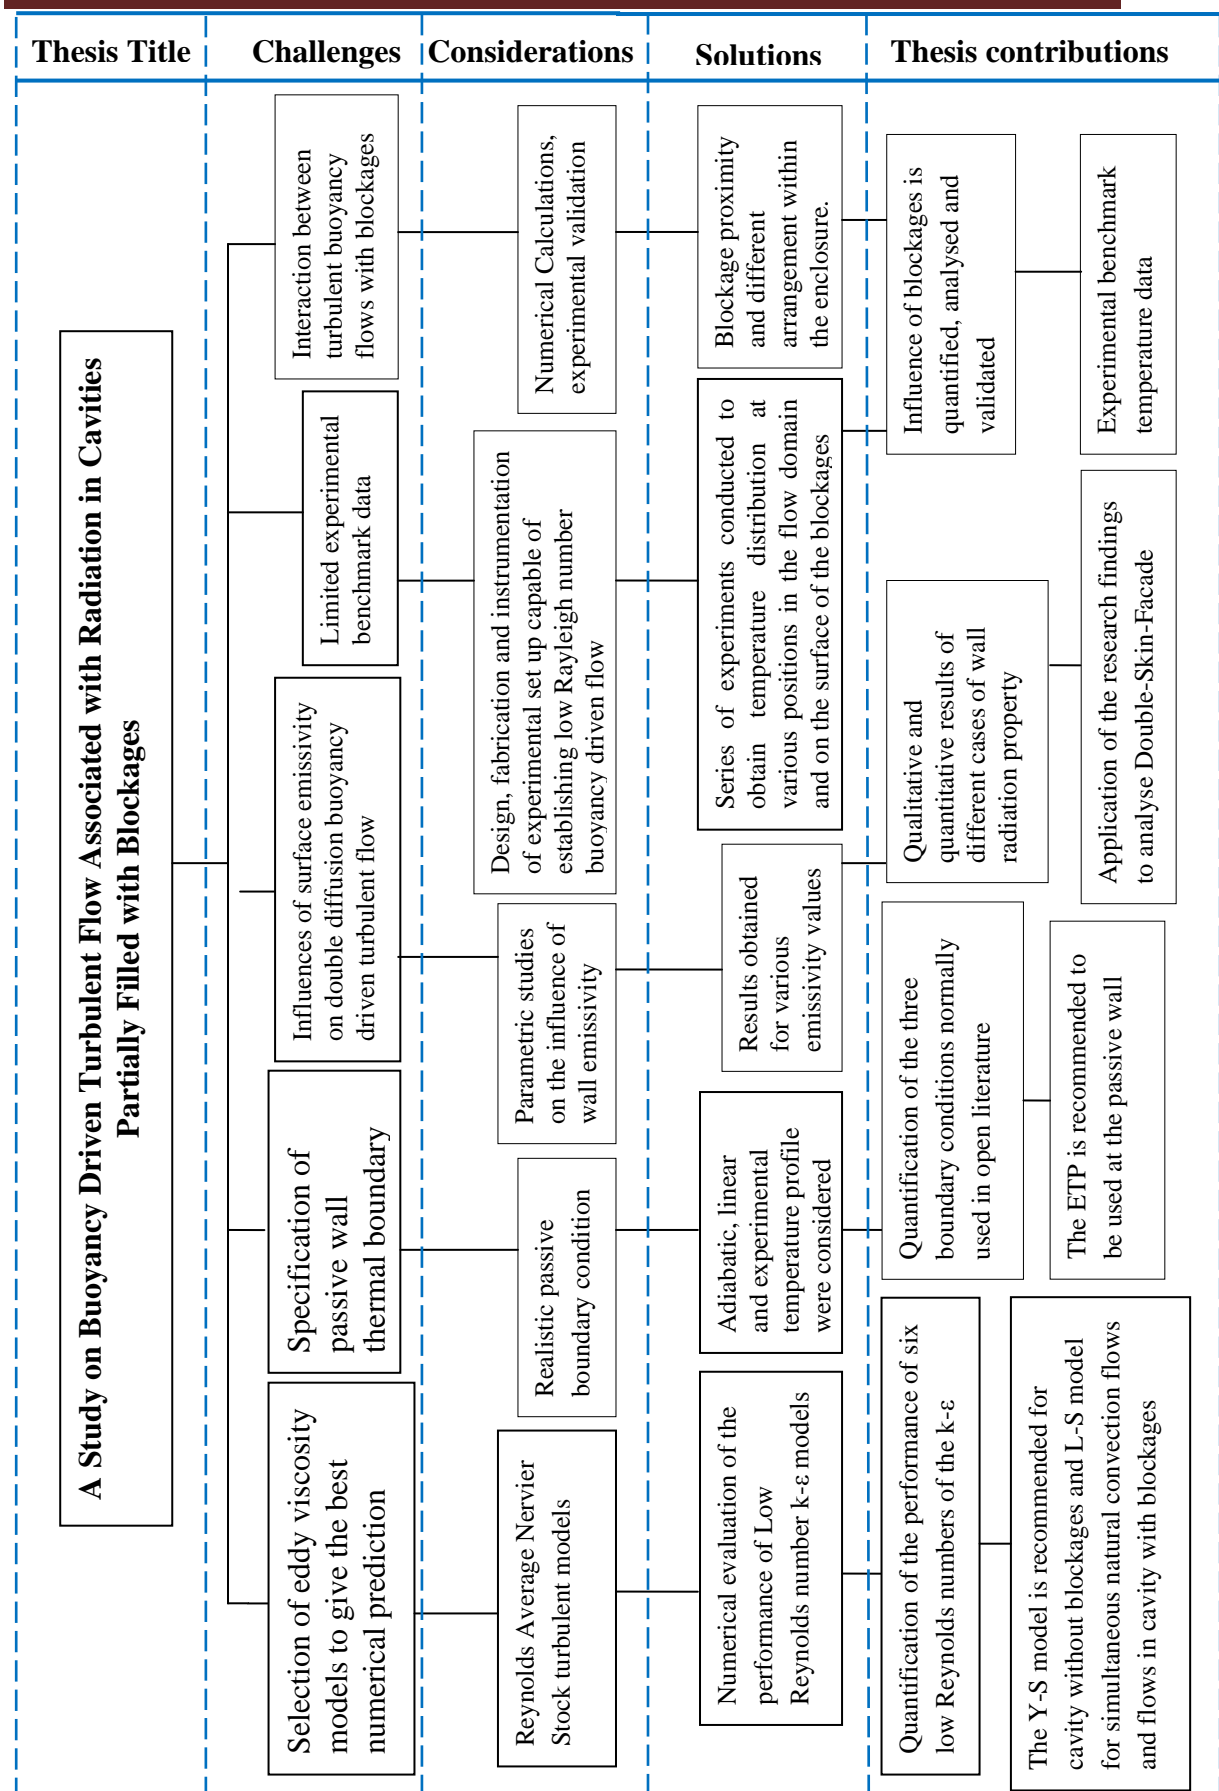 Thesis Title
Challenges
Considerations
Solutions
Thesis contributions
A Study on Buoyancy Driven Turbulent Flow Associated with Radiation in Cavities
Partially Filled with Blockages
Selection of eddy viscosity
models to give the best
numerical prediction
Specification of
passive wall
thermal boundary
Influences of surface emissivity
on double diffusion buoyancy
driven turbulent flow
Limited experimental
benchmark data
Interaction between
turbulent buoyancy
flows with blockages
Reynolds Average Nervier
Stock turbulent models
Realistic passive
boundary condition
Parametric studies
on the influence of
wall emissivity
Design, fabrication and instrumentation
of experimental set up capable of
establishing low Rayleigh number
buoyancy driven flow
Numerical Calculations,
experimental validation
Numerical evaluation of the
performance of Low
Reynolds number k-ε models
Adiabatic, linear
and experimental
temperature profile
were considered
Results obtained
for various
emissivity values
Series of experiments conducted to
obtain temperature distribution at
various positions in the flow domain
and on the surface of the blockages
Blockage proximity
and different
arrangement within
the enclosure.
Quantification of the performance of six
low Reynolds numbers of the k-ε
Quantification of the three
boundary conditions normally
used in open literature
Qualitative and
quantitative results of
different cases of wall
radiation property
Influence of blockages is
quantified, analysed and
validated
The Y-S model is recommended for
cavity without blockages and L-S model
for simultaneous natural convection flows
and flows in cavity with blockages
The ETP is recommended to
be used at the passive wall
Application of the research findings
to analyse Double-Skin-Facade
Experimental benchmark
temperature data